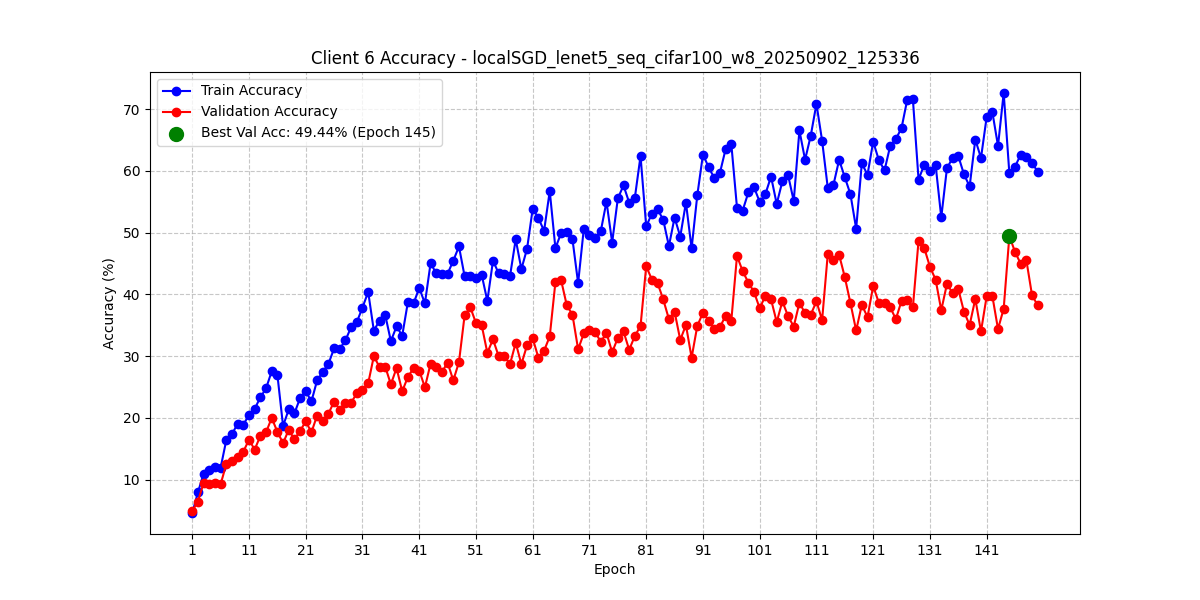 Client 6 Accuracy - localSGD_lenet5_seq_cifar100_w8_20250902_125336
Train Accuracy
Validation Accuracy
Best Val Acc: 49.44% (Epoch 145)
Accuracy (%)
70
60
50
40
30
20
10
1 11 21 31 41 51 61 71 81 91 101 111 121 131 141
Epoch